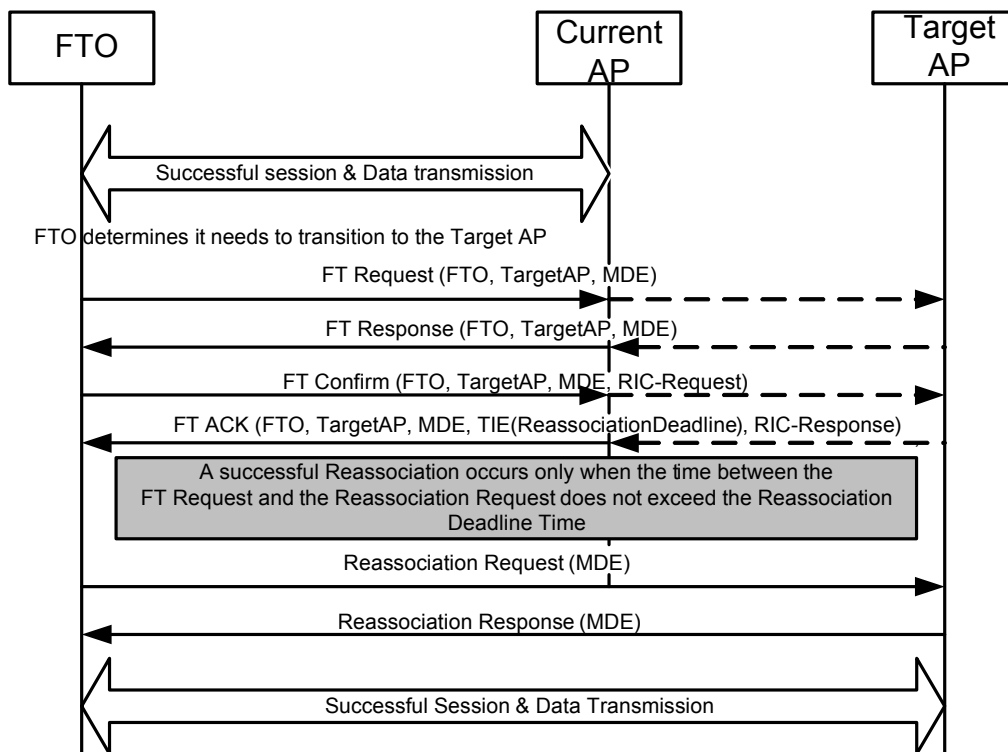 FTO
Current
AP
Target
AP
Successful session & Data transmission
FTO determines it needs to transition to the Target AP
FT Request (FTO, TargetAP, MDE)
FT Response (FTO, TargetAP, MDE)
FT Confirm (FTO, TargetAP, MDE, RIC-Request)
FT ACK (FTO, TargetAP, MDE, TIE(ReassociationDeadline), RIC-Response)
A successful Reassociation occurs only when the time between the
FT Request and the Reassociation Request does not exceed the Reassociation
Deadline Time
Reassociation Request (MDE)
Reassociation Response (MDE)
Successful Session & Data Transmission